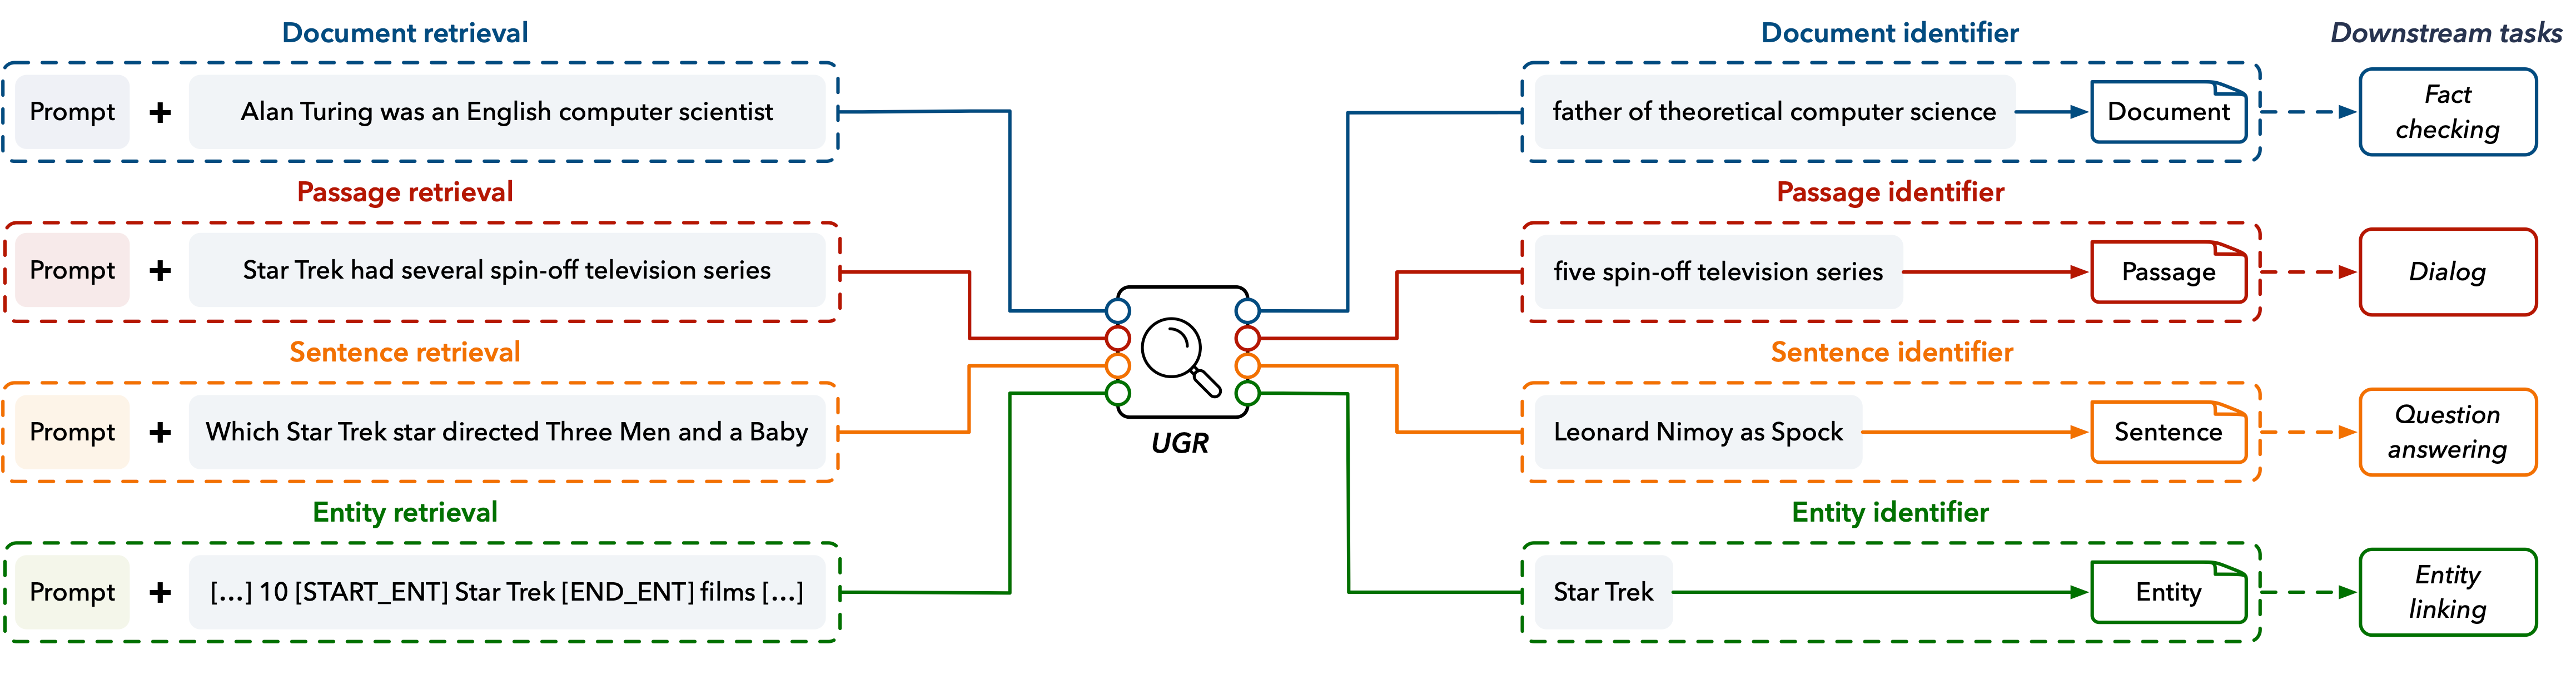 Document retrieval
Prompt + Alan Turing was an English computer scientist
Passage retrieval
Prompt + Star Trek had several spin-off television series
Sentence retrieval
Prompt + Which Star Trek star directed Three Men and a Baby
Entity retrieval
Prompt + [...] 10 [START_ENT] Star Trek [END_ENT] films [...]
UGR
Document identifier
father of theoretical computer science
Document
Passage identifier
five spin-off television series
Passage
Sentence identifier
Leonard Nimoy as Spock
Sentence
Entity identifier
Star Trek
Entity
Downstream tasks
Fact
checking
Dialog
Question
answering
Entity
linking